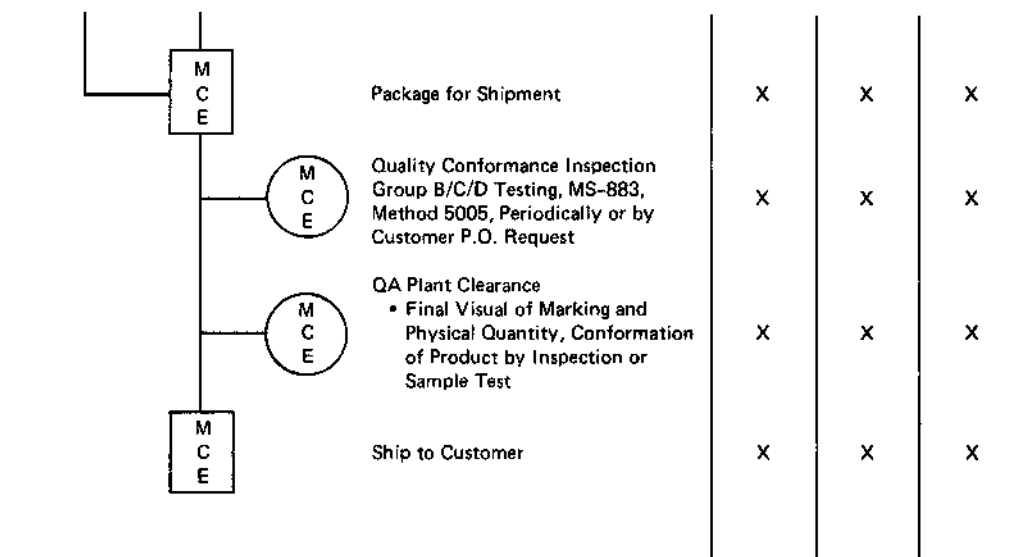 M
C
E
Package for Shipment X X X
M
C
E
Quality Conformance Inspection
Group B/C/D Testing, MS-883,
Method 5005, Periodically or by
Customer P.O. Request
X X X
M
C
E
QA Plant Clearance
• Final Visual of Marking and
Physical Quantity, Conformation
of Product by Inspection or
Sample Test
X X X
M
C
E
Ship to Customer X X X